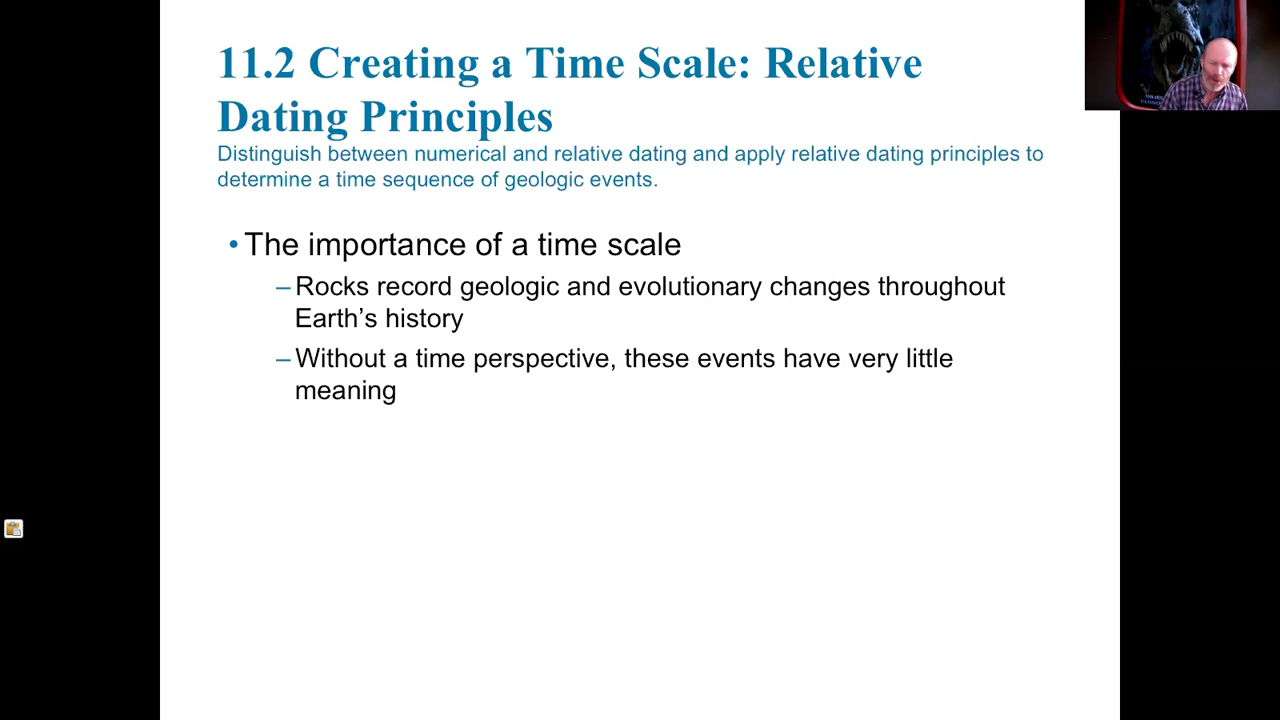 11.2 Creating a Time Scale: Relative
Dating Principles
Distinguish between numerical and relative dating and apply relative dating principles to
determine a time sequence of geologic events.
• The importance of a time scale
– Rocks record geologic and evolutionary changes throughout
Earth’s history
– Without a time perspective, these events have very little
meaning